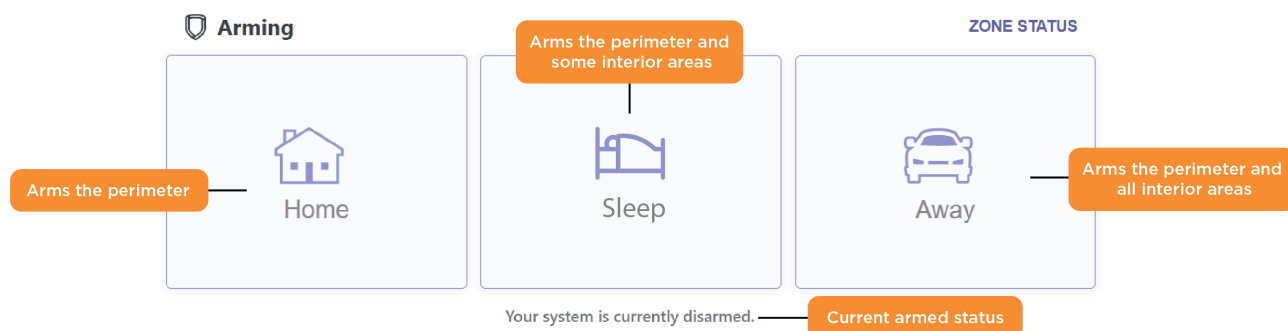 Arming
ZONE STATUS
Arms the perimeter and
some interior areas
Arms the perimeter
Home
Sleep
Away
Arms the perimeter and
all interior areas
Your system is currently disarmed.
Current armed status